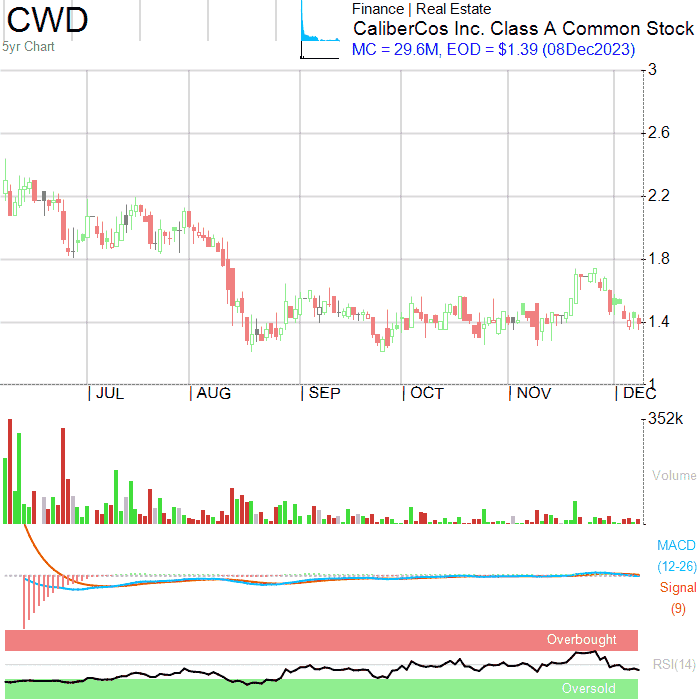 CWD
5yr Chart
Finance | Real Estate
CaliberCos Inc. Class A Common Stock
MC = 29.6M, EOD = $1.39 (08Dec2023)
3
2.6
2.2
1.8
1.4
1
| JUL | AUG | SEP | OCT | NOV | DEC
352k
Volume
MACD
(12-26)
Signal
(9)
Overbought
RSI(14)
Oversold